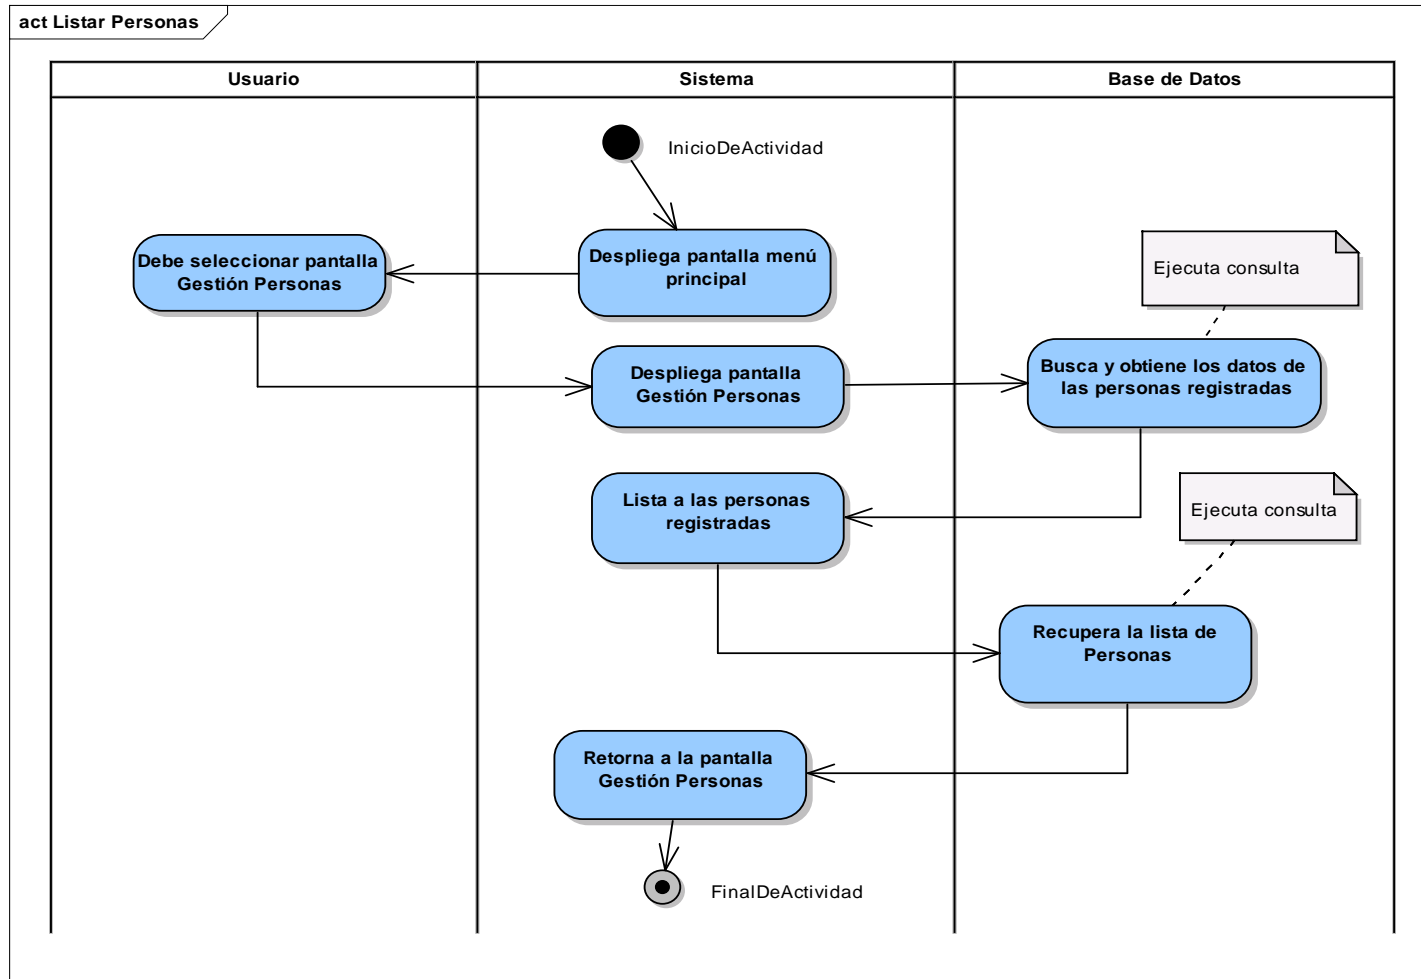 act Listar Personas
Usuario
Sistema
Base de Datos
InicioDeActividad
Debe seleccionar pantalla
Gestión Personas
Despliega pantalla menú
principal
Ejecuta consulta
Despliega pantalla
Gestión Personas
Busca y obtiene los datos de
las personas registradas
Lista a las personas
registradas
Ejecuta consulta
Recupera la lista de
Personas
Retorna a la pantalla
Gestión Personas
FinalDeActividad